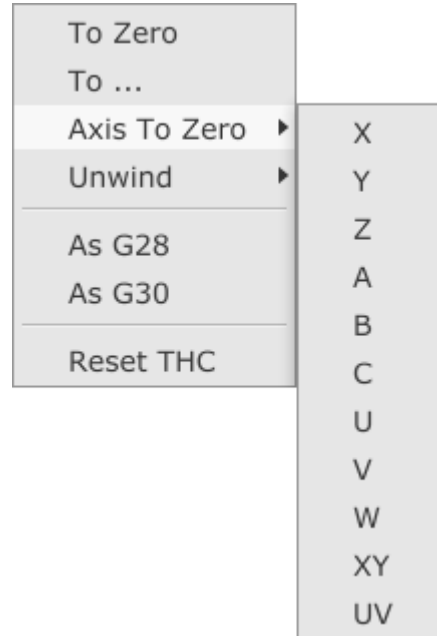 To Zero
To ...
Axis To Zero
Unwind
As G28
As G30
Reset THC
X
Y
Z
A
B
C
U
V
W
XY
UV